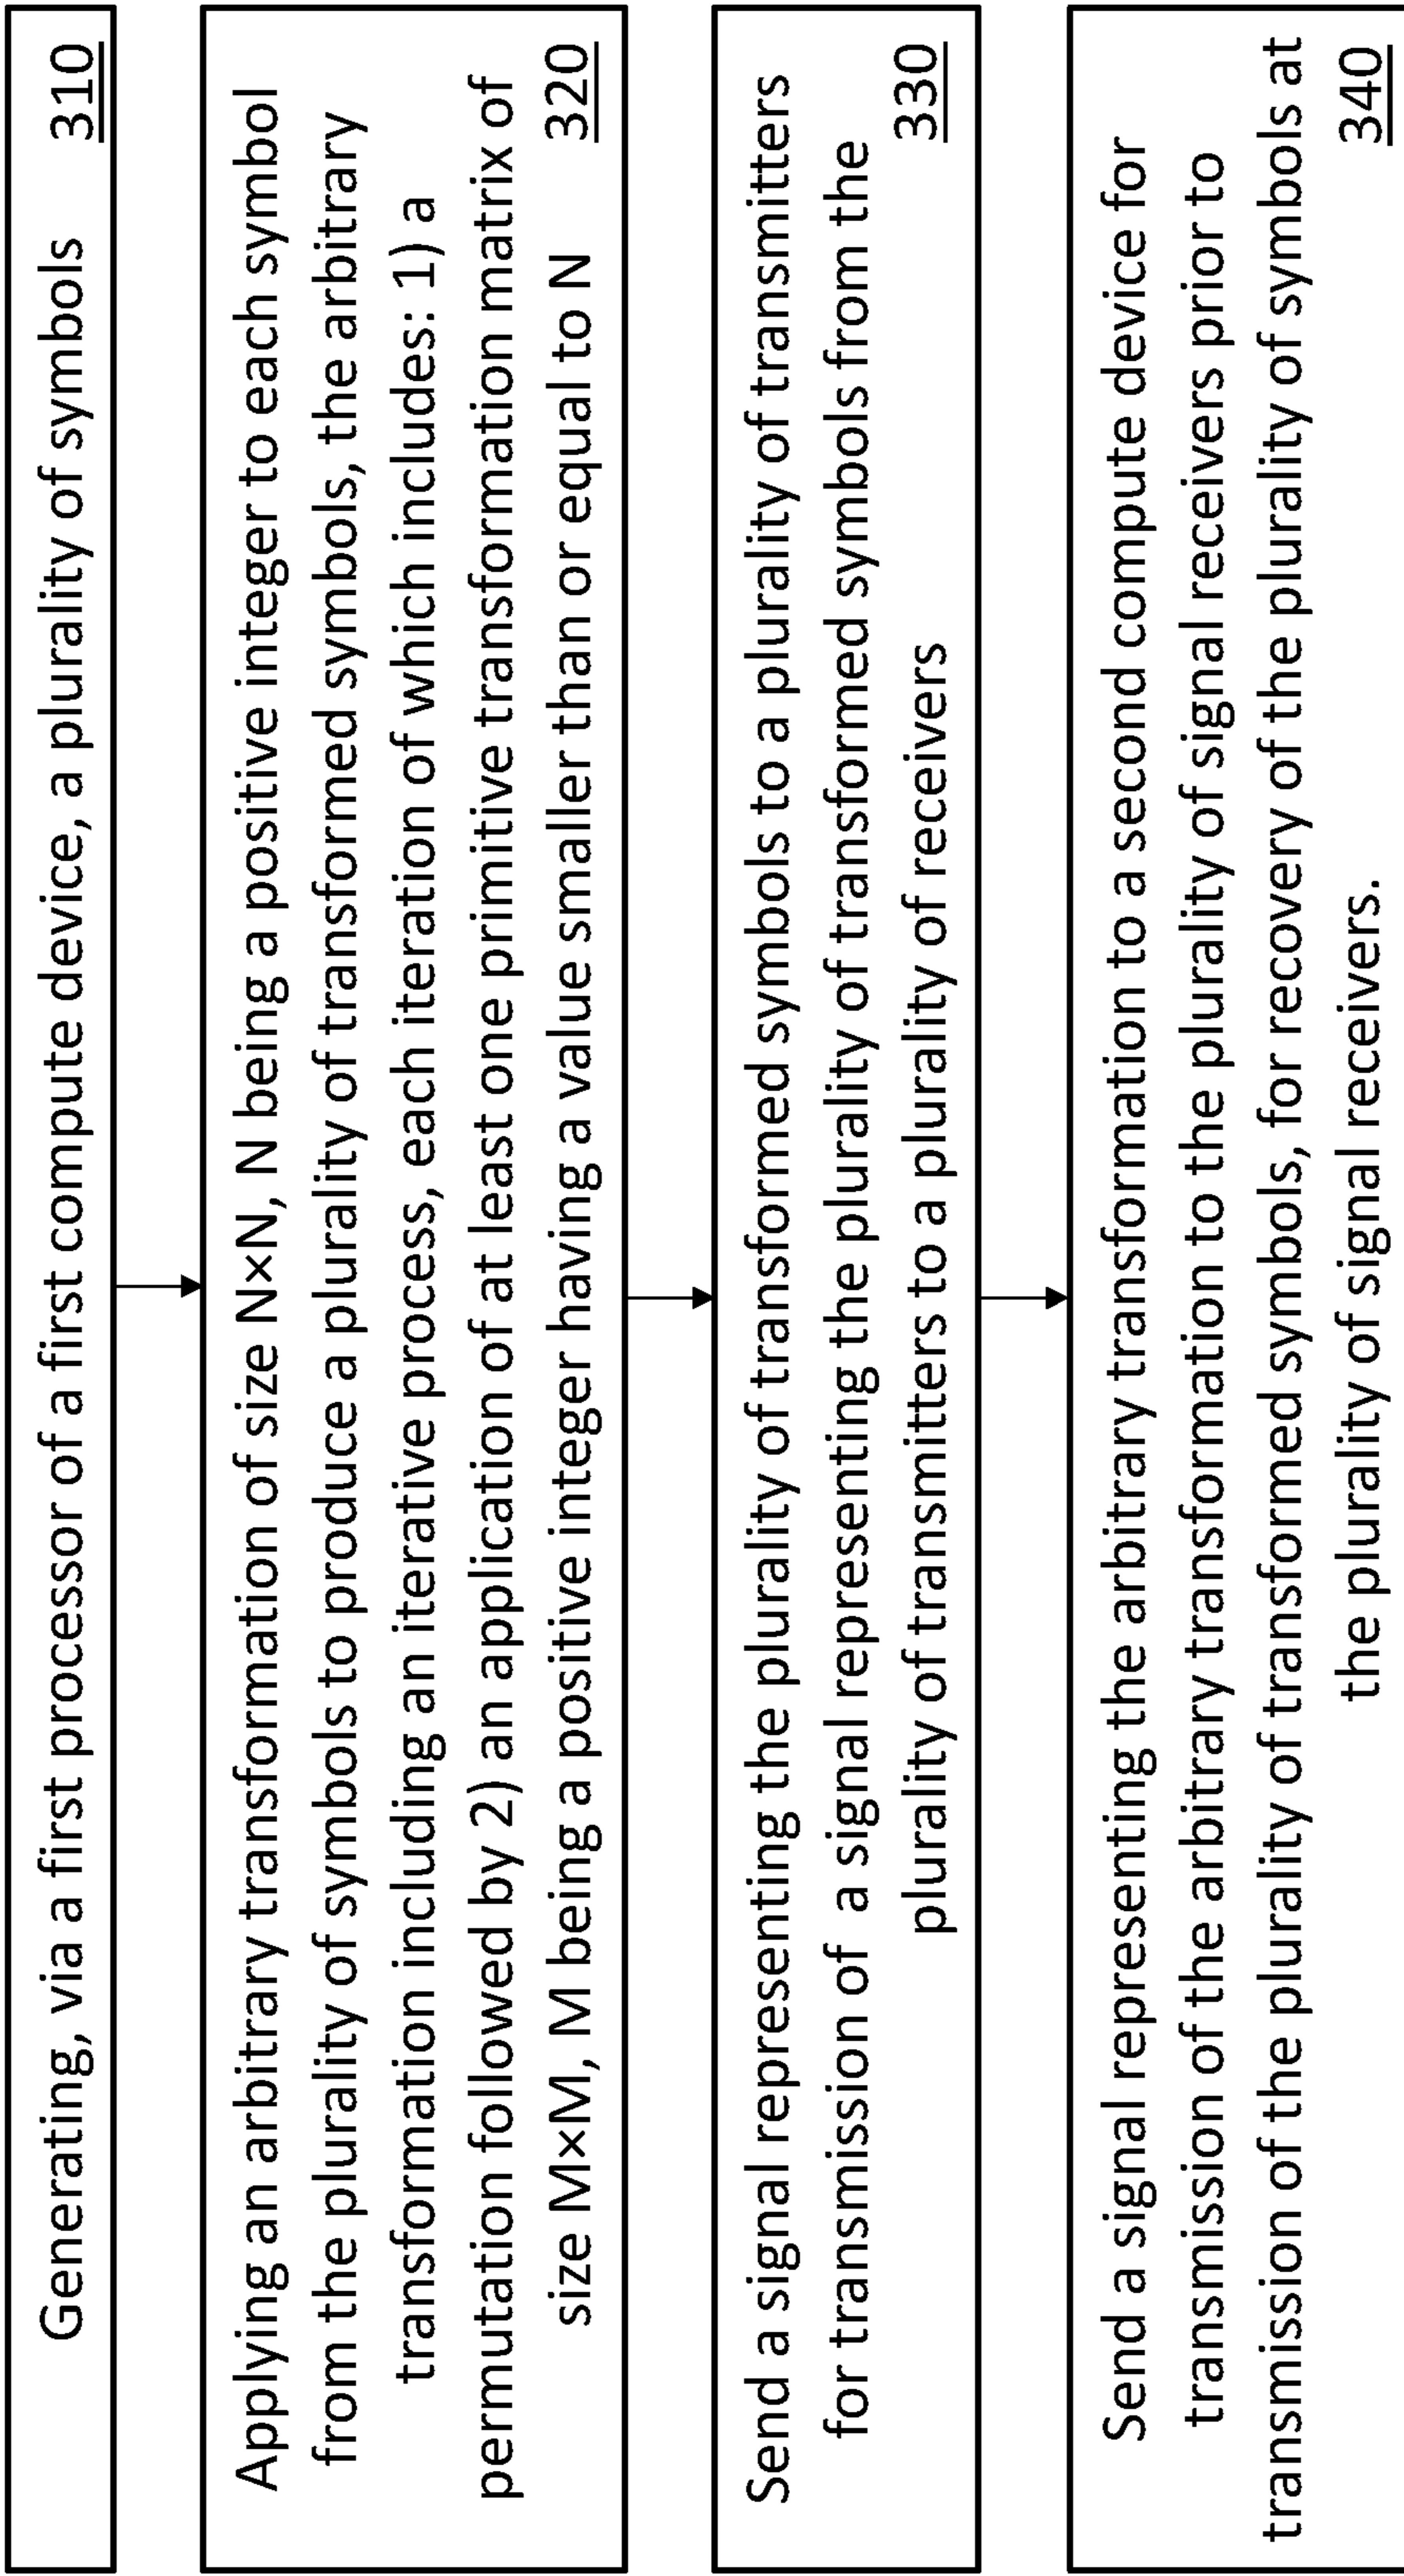 Generating, via a first processor of a first compute device, a plurality of symbols 310
Applying an arbitrary transformation of size N×N, N being a positive integer to each symbol
from the plurality of symbols to produce a plurality of transformed symbols, the arbitrary
transformation including an iterative process, each iteration of which includes: 1) a
permutation followed by 2) an application of at least one primitive transformation matrix of
size M×M, M being a positive integer having a value smaller than or equal to N 320
Send a signal representing the plurality of transformed symbols to a plurality of transmitters
for transmission of a signal representing the plurality of transformed symbols from the
plurality of transmitters to a plurality of receivers
330
Send a signal representing the arbitrary transformation to a second compute device for
transmission of the arbitrary transformation to the plurality of signal receivers prior to
transmission of the plurality of transformed symbols, for recovery of the plurality of symbols at
the plurality of signal receivers.
340